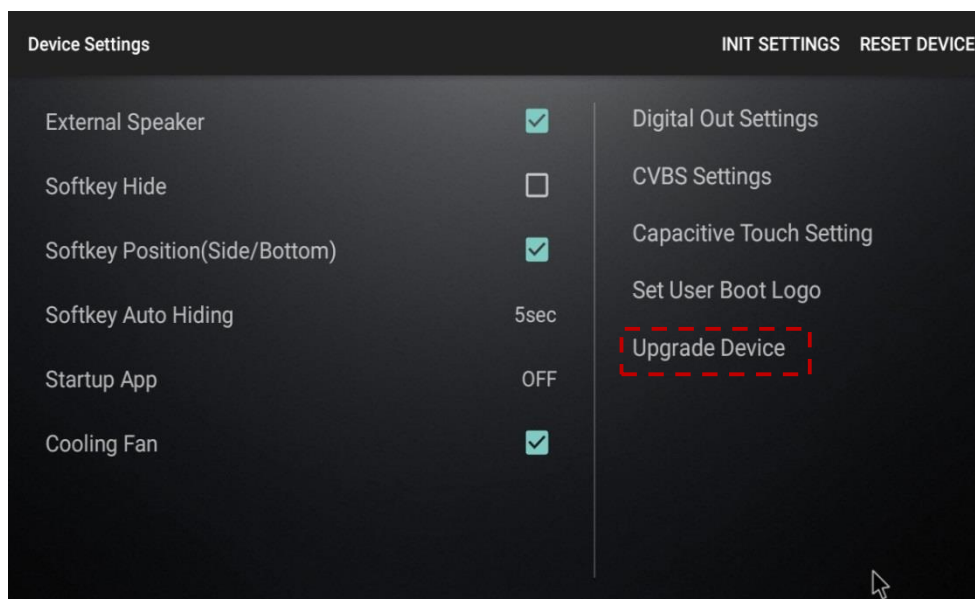 Device Settings
INIT SETTINGS RESET DEVICE
External Speaker
Softkey Hide
Softkey Position(Side/Bottom)
Softkey Auto Hiding 5sec
Startup App OFF
Cooling Fan
Digital Out Settings
CVBS Settings
Capacitive Touch Setting
Set User Boot Logo
Upgrade Device